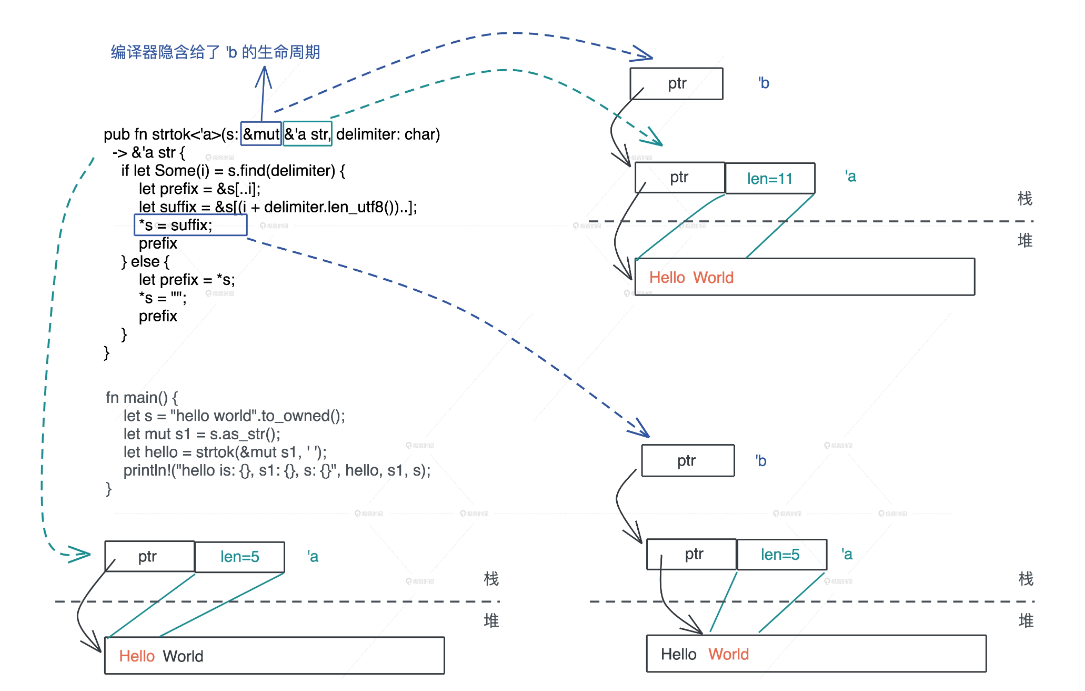 编译器隐含给了 'b 的生命周期
pub fn strtok<'a>(s: &mut &'a str, delimiter: char)
-> &'a str {
if let Some(i) = s.find(delimiter) {
let prefix = &s[..i];
let suffix = &s[(i + delimiter.len_utf8())..];
*s = suffix;
prefix
} else {
let prefix = *s;
*s = "";
prefix
}
}
fn main() {
let s = "hello world".to_owned();
let mut s1 = s.as_str();
let hello = strtok(&mut s1, ' ');
println!("hello is: {}, s1: {}, s: {}", hello, s1, s);
}
ptr 'b
ptr len=11 'a
栈
堆
Hello World
ptr 'b
ptr len=5 'a
栈
堆
Hello World
ptr len=5 'a
栈
堆
Hello World